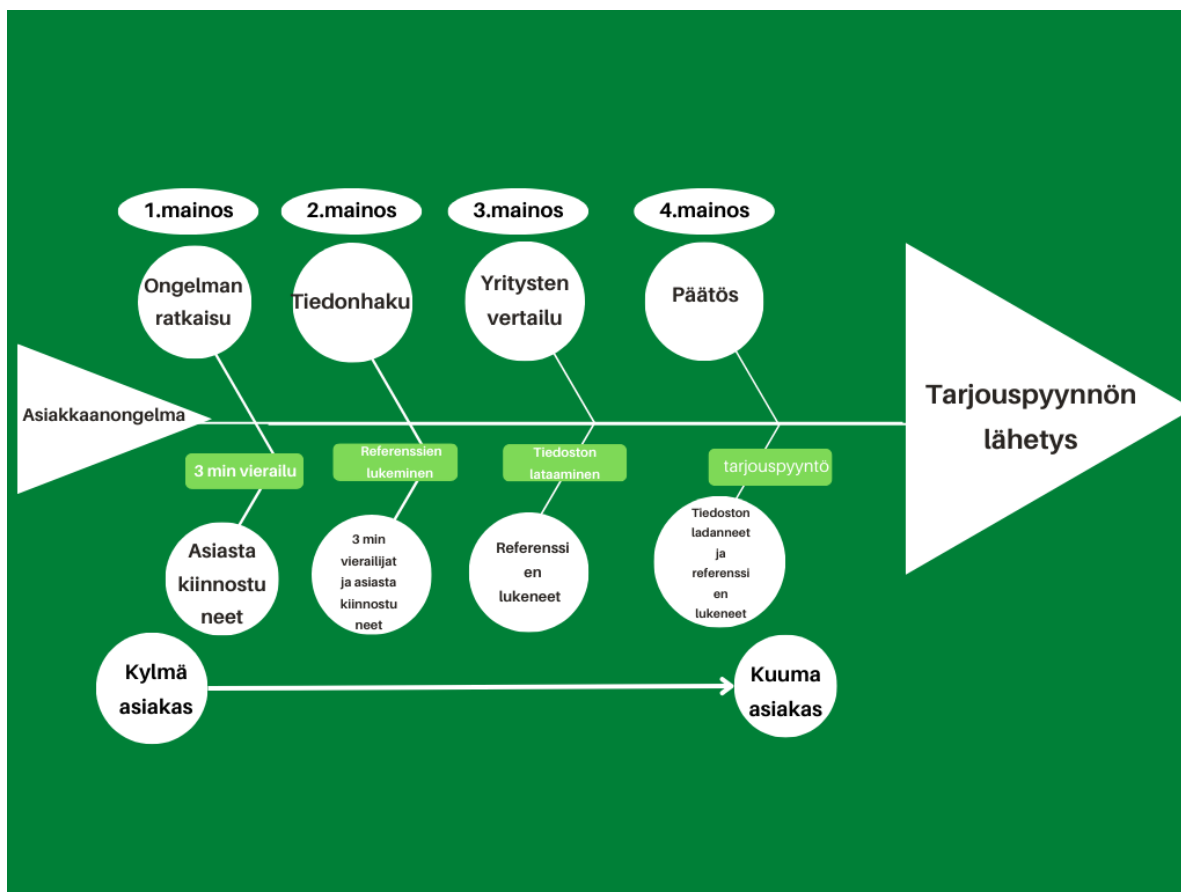 1.mainos
2.mainos
3.mainos
4.mainos
Ongelman
ratkaisu
Tiedonhaku
Yritysten
vertailu
Päätös
Asiakkaanongelma
Tarjouspyynnön
lähetys
3 min vierailu
Referenssien
lukeminen
Tiedoston
lataaminen
tarjouspyyntö
Asiasta
kiinnostu
neet
3 min
vierailijat
ja asiasta
kiinnostu
neet
Referenssi
en
lukeneet
Tiedoston
ladanneet
ja
referenssi
en
lukeneet
Kylmä
asiakas
Kuuma
asiakas